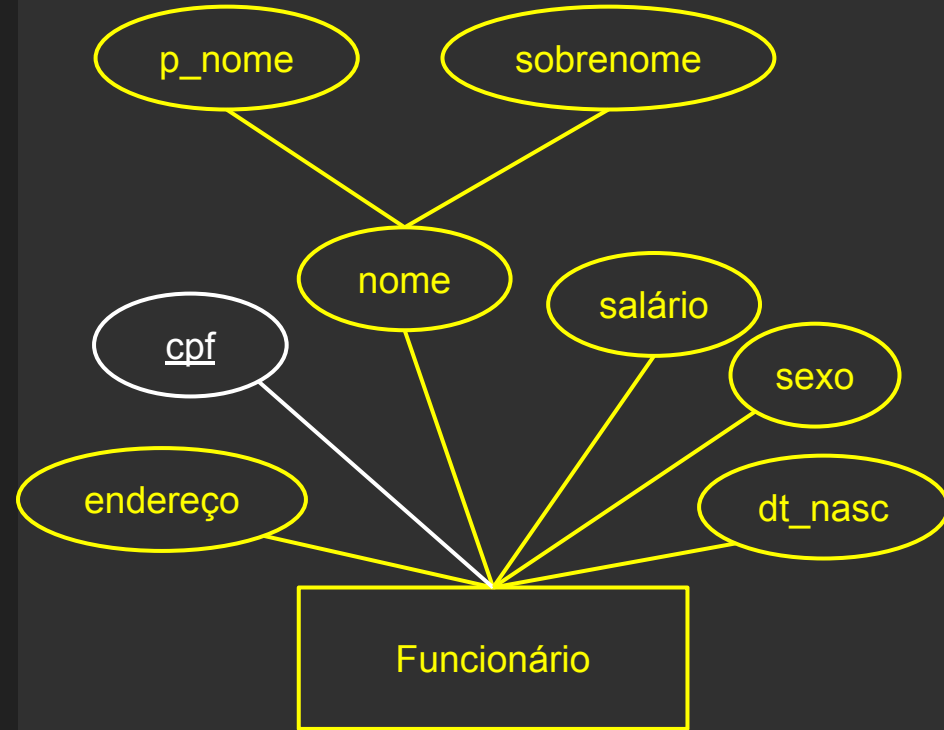 p_nome
sobrenome
nome
salário
cpf
sexo
endereço
dt_nasc
Funcionário